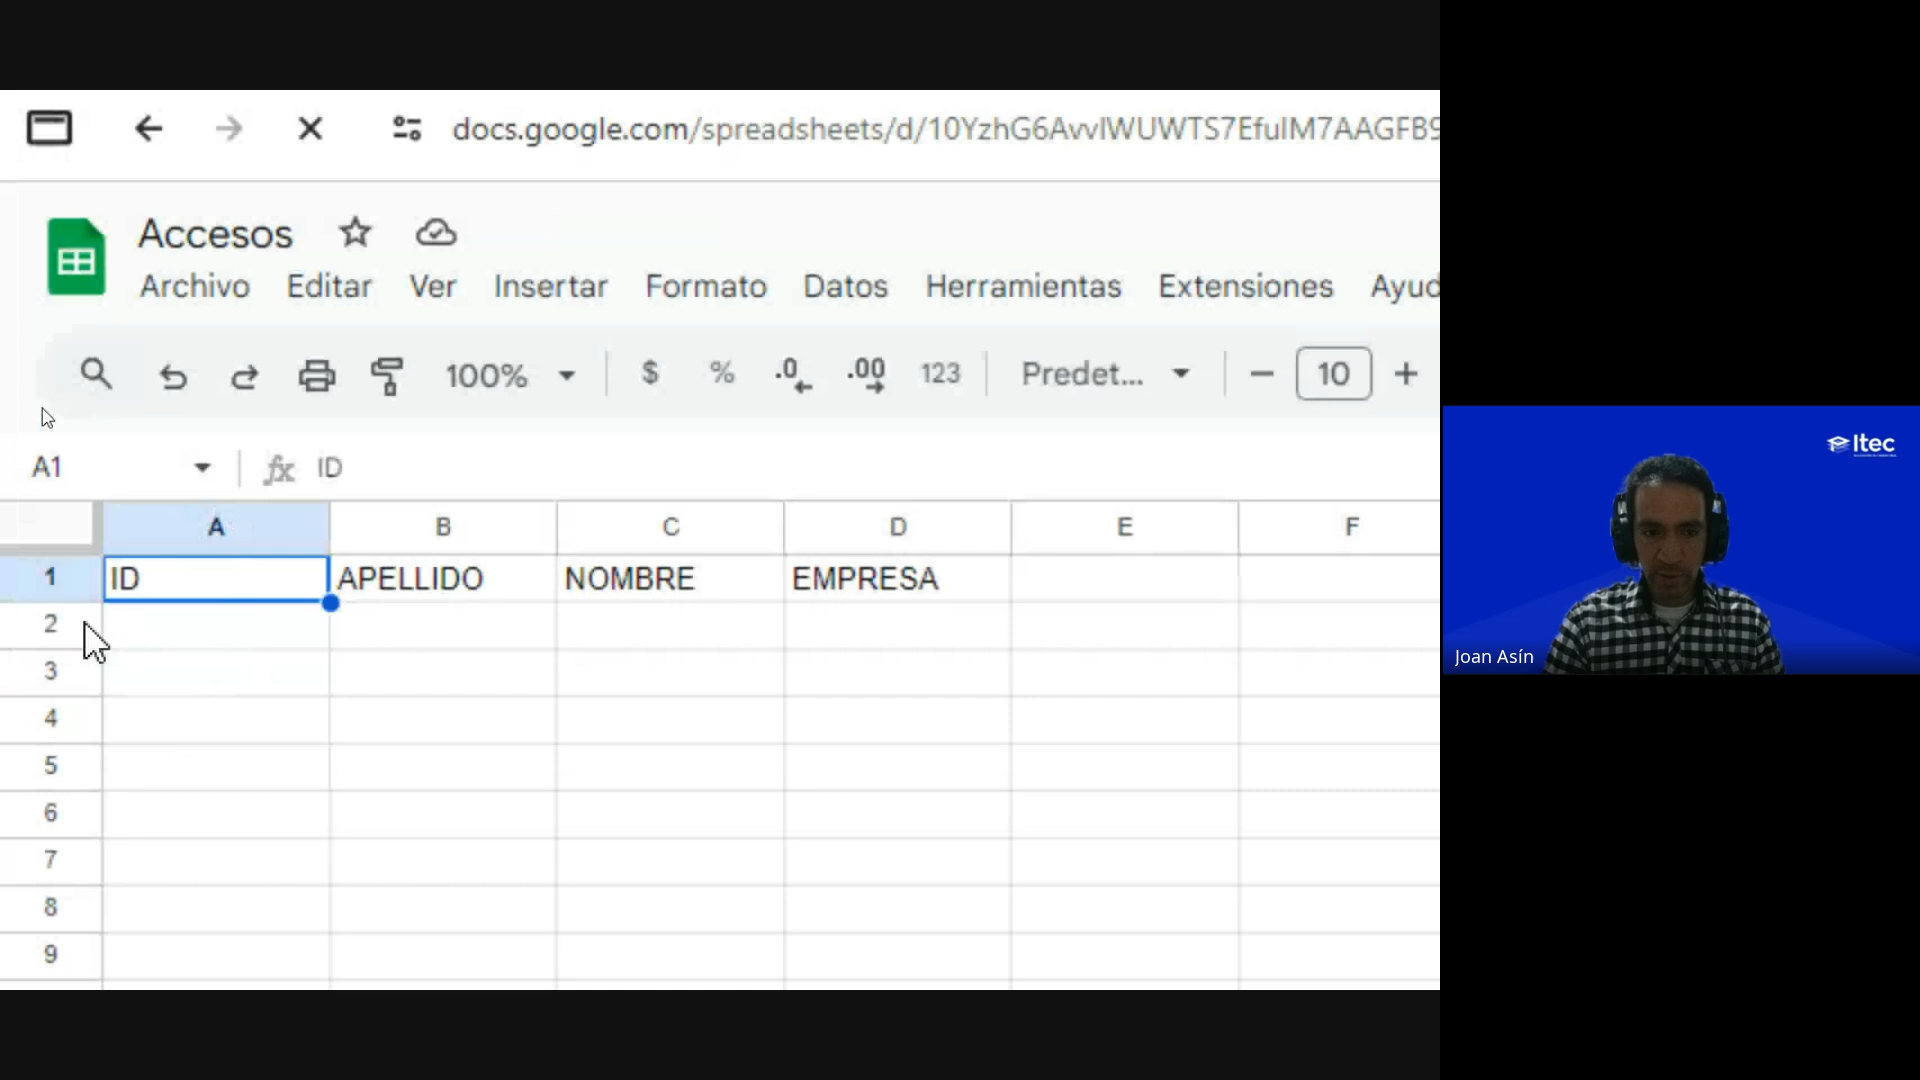 docs.google.com/spreadsheets/d/10YzhG6AvvlWUWTS7EfulM7AAGFB9
Accesos
Archivo Editar Ver Insertar Formato Datos Herramientas Extensiones Ayud
100% $ % .0 .00 123 Predet... − 10 +
A1 fx ID
A B C D E F
1 ID APELLIDO NOMBRE EMPRESA
2
3
4
5
6
7
8
9
Itec
Joan Asín